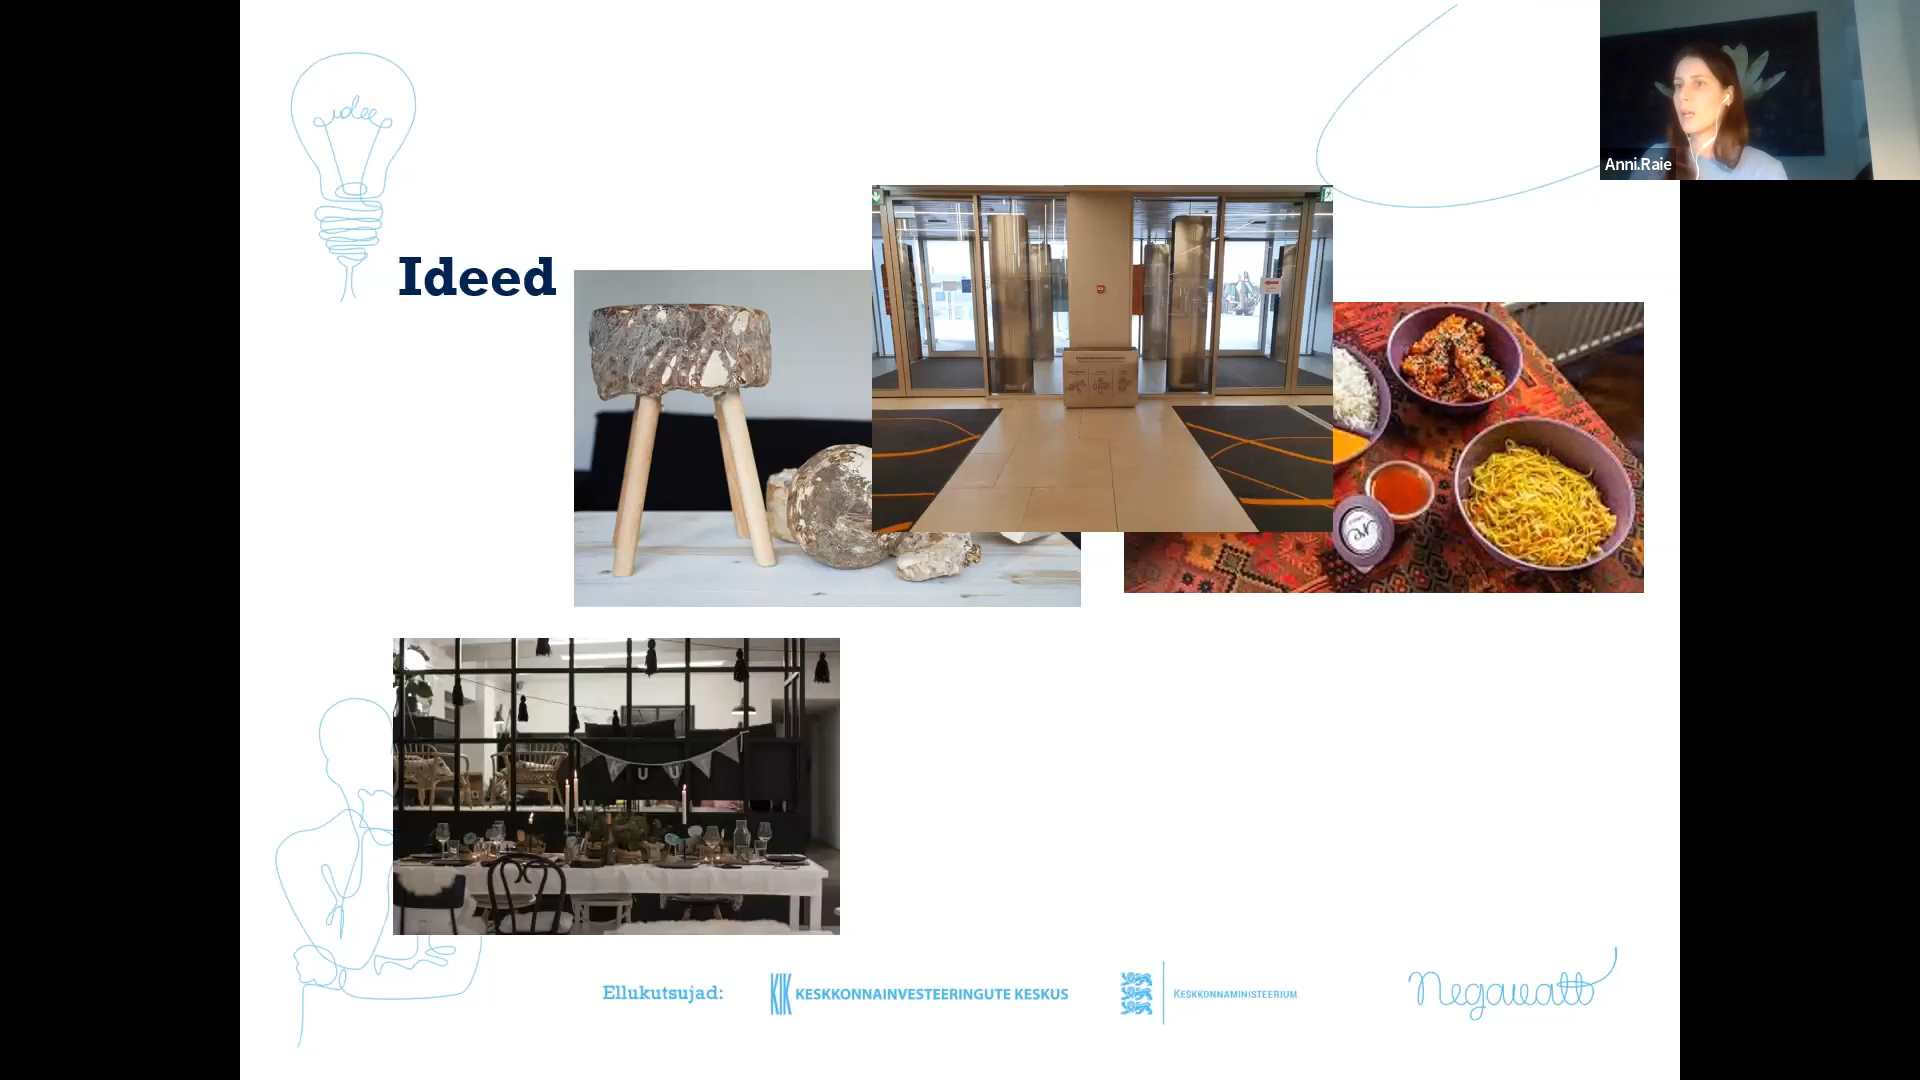 idee
Anni.Raie
Ideed
U U
Ellukutsujad:
KIK KESKKONNAINVESTEERINGUTE KESKUS
KESKKONNAMINISTEERIUM
Negawatt